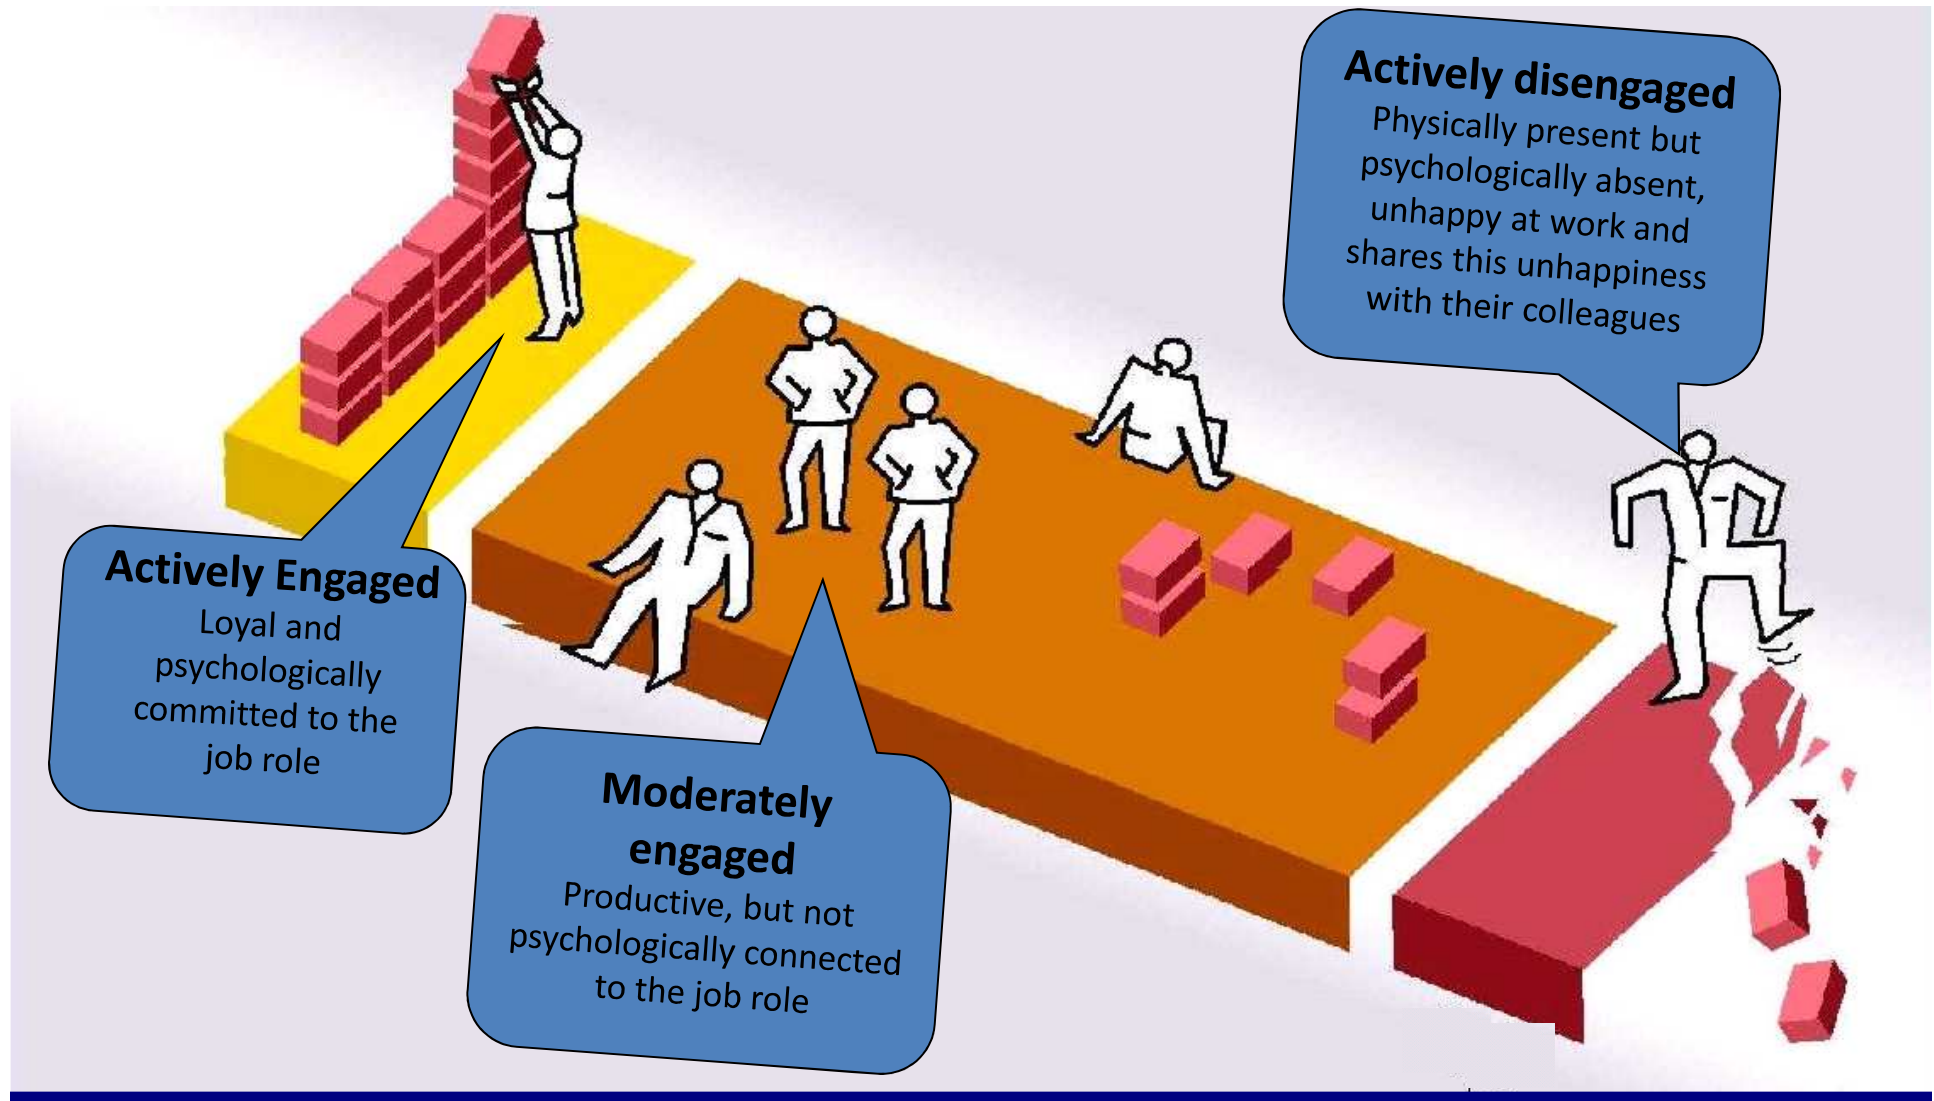 Actively Engaged
Loyal and
psychologically
committed to the
job role
Moderately
engaged
Productive, but not
psychologically connected
to the job role
Actively disengaged
Physically present but
psychologically absent,
unhappy at work and
shares this unhappiness
with their colleagues